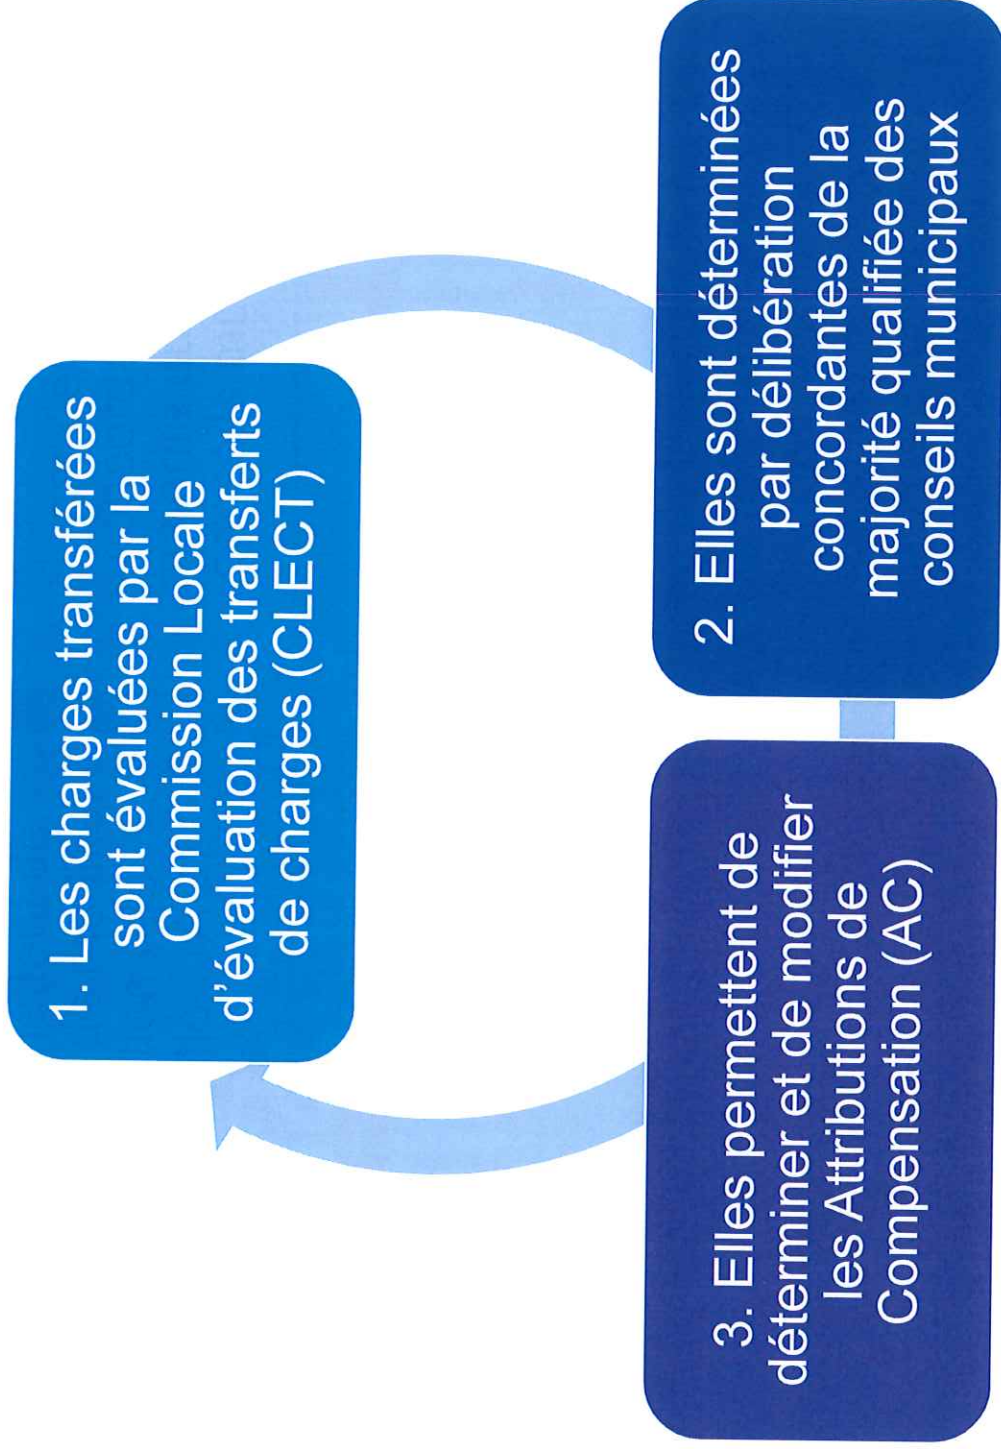 1. Les charges transférées
sont évaluées par la
Commission Locale
d'évaluation des transferts
de charges (CLECT)
2. Elles sont déterminées
par délibération
concordantes de la
majorité qualifiée des
conseils municipaux
3. Elles permettent de
déterminer et de modifier
les Attributions de
Compensation (AC)